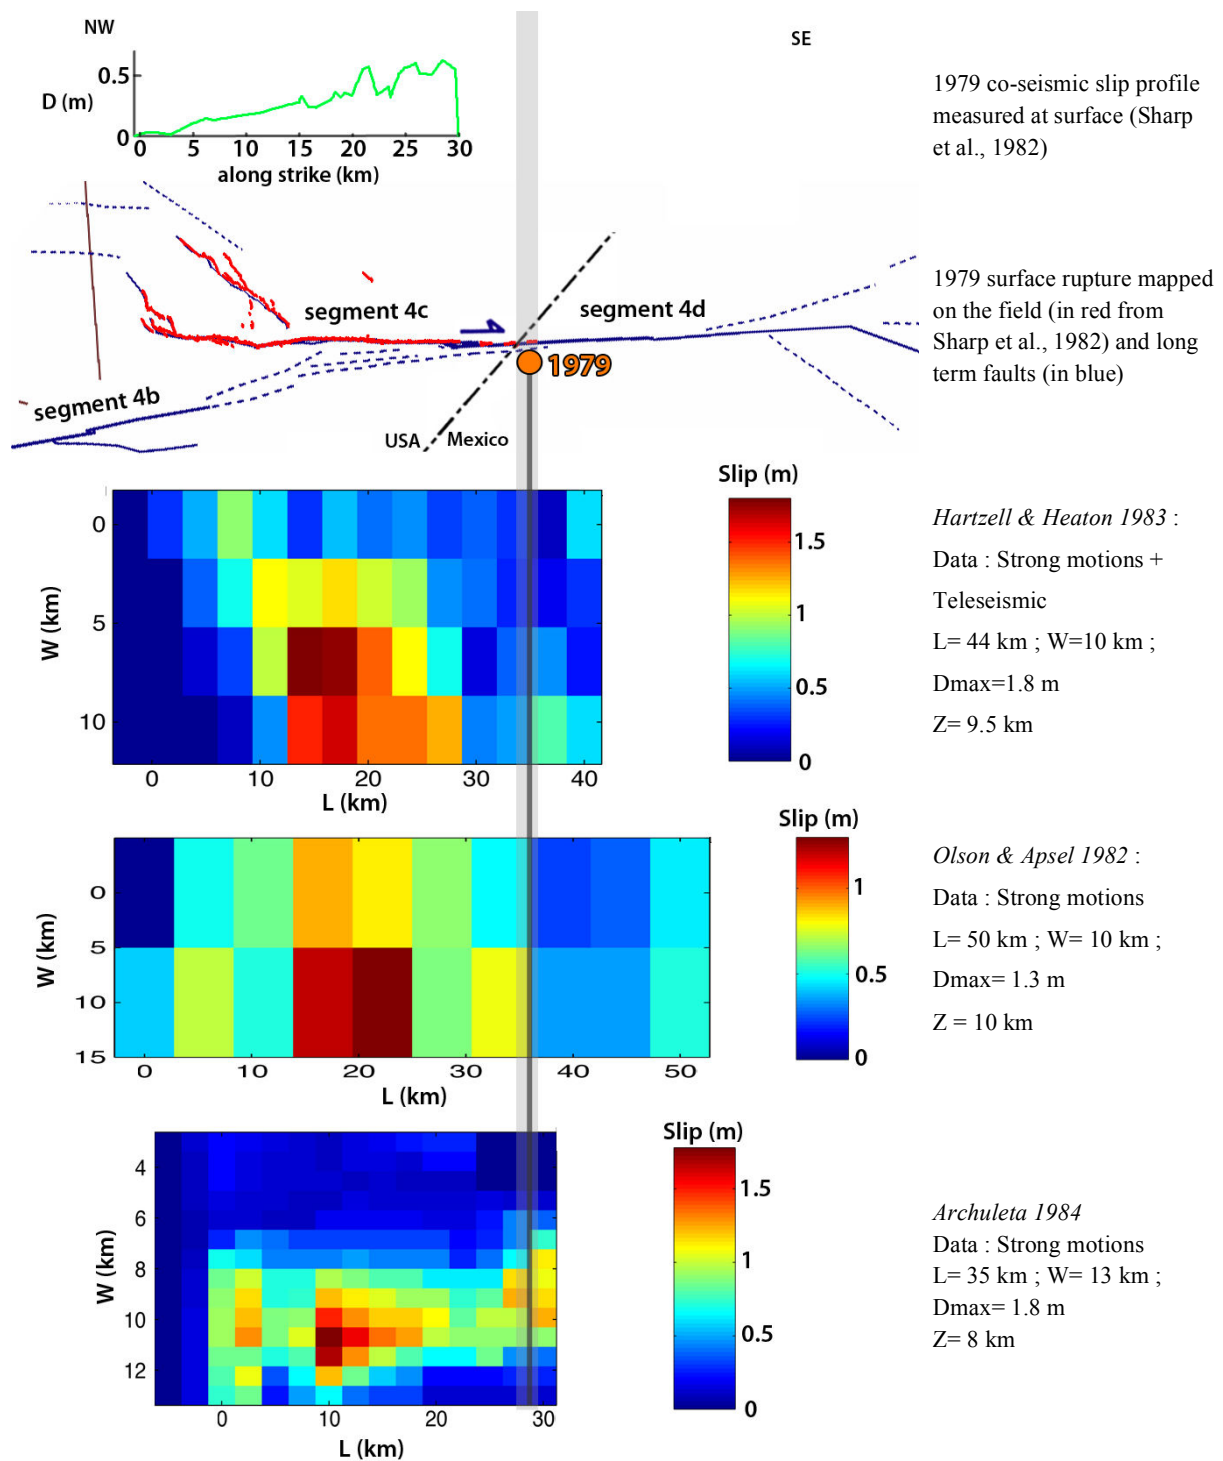 NW
SE
0.5
D (m)
0
0 5 10 15 20 25 30
along strike (km)
1979 co-seismic slip profile
measured at surface (Sharp
et al., 1982)
segment 4c
segment 4d
1979
segment 4b
USA
Mexico
1979 surface rupture mapped
on the field (in red from
Sharp et al., 1982) and long
term faults (in blue)
Slip (m)
0
5
10
W (km)
0 10 20 30 40
L (km)
1.5
1
0.5
0
Hartzell & Heaton 1983 :
Data : Strong motions +
Teleseismic
L= 44 km ; W=10 km ;
Dmax=1.8 m
Z= 9.5 km
Slip (m)
0
5
10
15
W (km)
0 10 20 30 40 50
L (km)
1
0.5
0
Olson & Apsel 1982 :
Data : Strong motions
L= 50 km ; W= 10 km ;
Dmax= 1.3 m
Z = 10 km
Slip (m)
4
6
8
10
12
W (km)
0 10 20 30
L (km)
1.5
1
0.5
0
Archuleta 1984
Data : Strong motions
L= 35 km ; W= 13 km ;
Dmax= 1.8 m
Z= 8 km